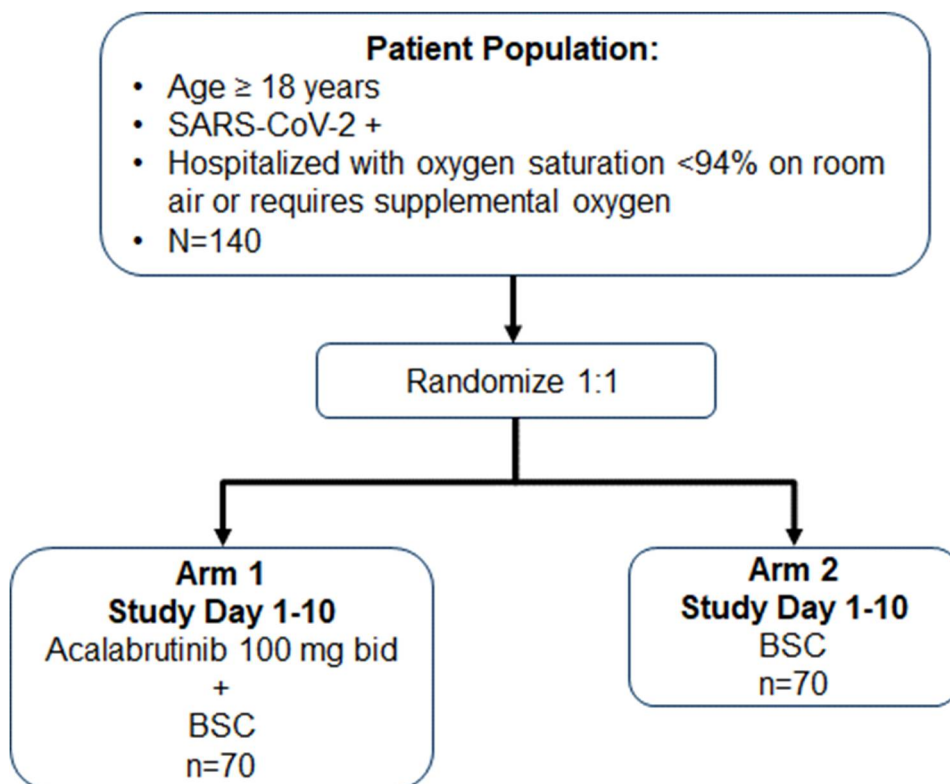 Patient Population:
• Age ≥ 18 years
• SARS-CoV-2 +
• Hospitalized with oxygen saturation <94% on room
air or requires supplemental oxygen
• N=140
Randomize 1:1
Arm 1
Study Day 1-10
Acalabrutinib 100 mg bid
+
BSC
n=70
Arm 2
Study Day 1-10
BSC
n=70